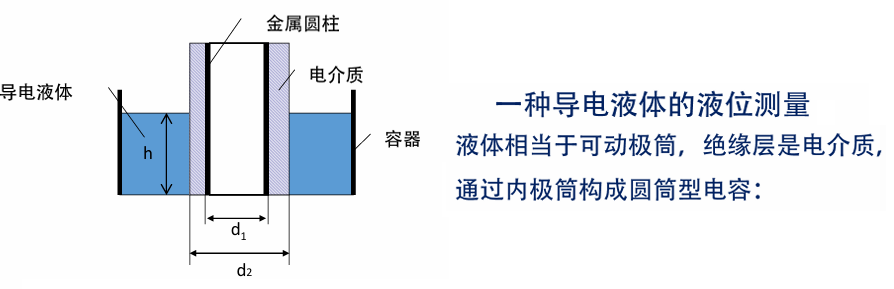 金属圆柱
电介质
导电液体
容器
h
d1
d2
一种导电液体的液位测量
液体相当于可动极筒，绝缘层是电介质，
通过内极筒构成圆筒型电容：